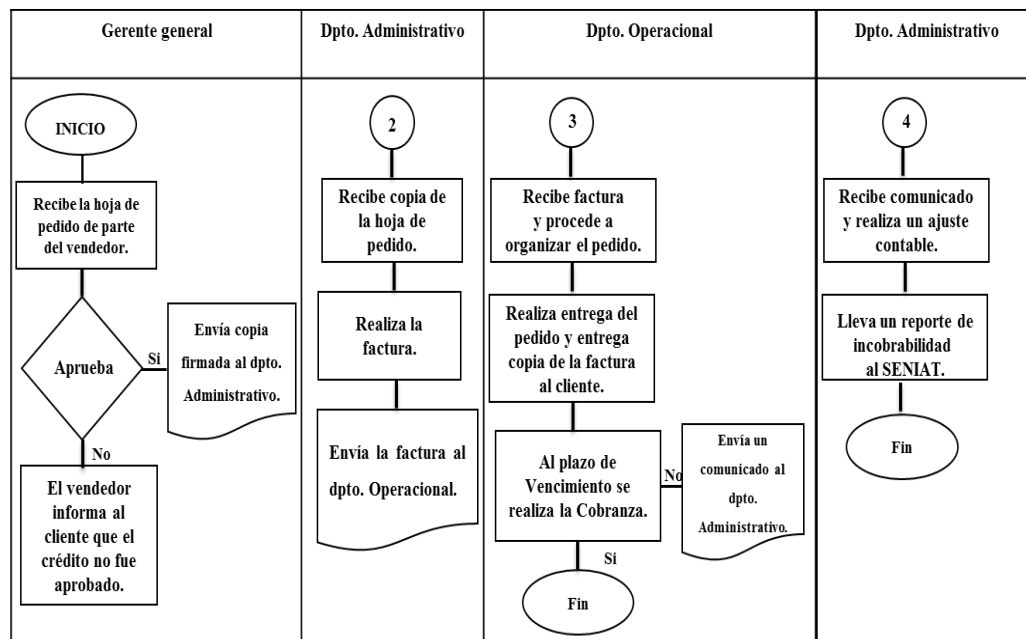 Gerente general
Dpto. Administrativo
Dpto. Operacional
Dpto. Administrativo
INICIO
Recibe la hoja de
pedido de parte
del vendedor.
Aprueba
Si
Envía copia
firmada al dpto.
Administrativo.
No
El vendedor
informa al
cliente que el
crédito no fue
aprobado.
2
Recibe copia de
la hoja de
pedido.
Realiza la
factura.
Envía la factura al
dpto. Operacional.
3
Recibe factura
y procede a
organizar el pedido.
Realiza entrega del
pedido y entrega
copia de la factura
al cliente.
Al plazo de
Vencimiento se
realiza la Cobranza.
No
Envía un
comunicado al
dpto.
Administrativo.
Si
Fin
4
Recibe comunicado
y realiza un ajuste
contable.
Lleva un reporte de
incobrabilidad
al SENIAT.
Fin